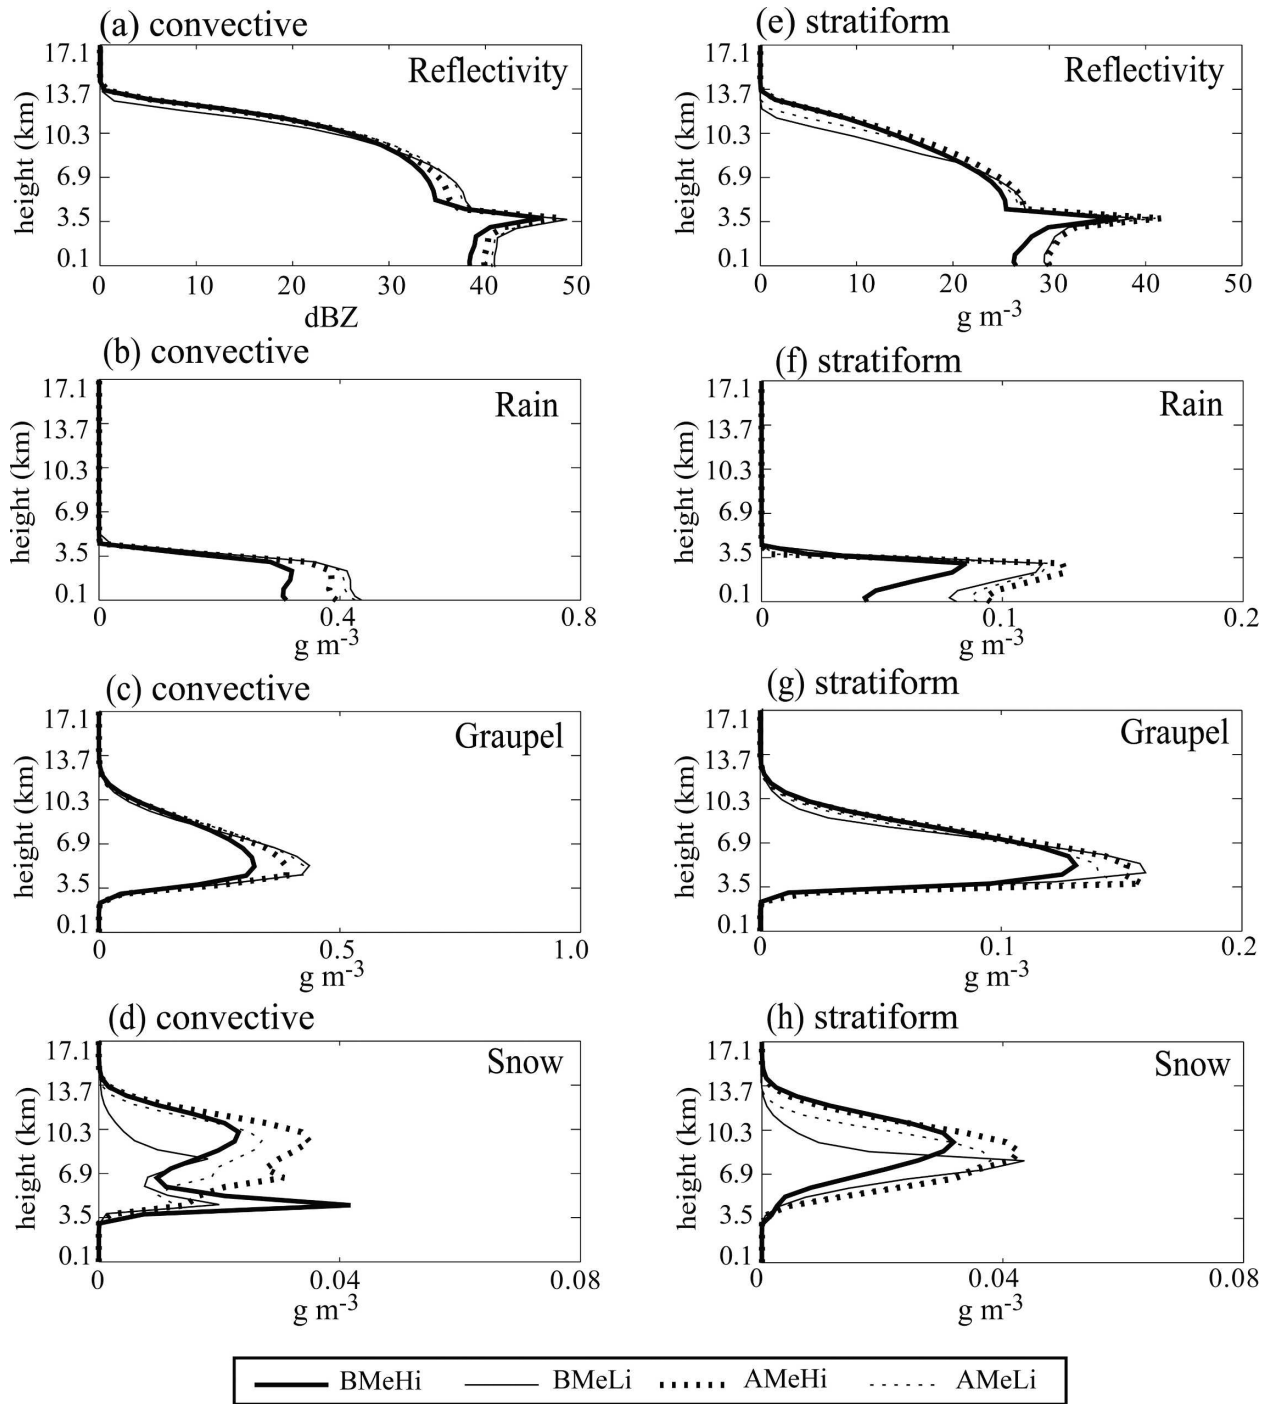 (a) convective
Reflectivity
height (km)
17.1
13.7
10.3
6.9
3.5
0.1
0 10 20 30 40 50
dBZ
(e) stratiform
Reflectivity
height (km)
17.1
13.7
10.3
6.9
3.5
0.1
0 10 20 30 40 50
g m-3
(b) convective
Rain
height (km)
17.1
13.7
10.3
6.9
3.5
0.1
0 0.4 0.8
g m-3
(f) stratiform
Rain
height (km)
17.1
13.7
10.3
6.9
3.5
0.1
0 0.1 0.2
g m-3
(c) convective
Graupel
height (km)
17.1
13.7
10.3
6.9
3.5
0.1
0 0.5 1.0
g m-3
(g) stratiform
Graupel
height (km)
17.1
13.7
10.3
6.9
3.5
0.1
0 0.1 0.2
g m-3
(d) convective
Snow
height (km)
17.1
13.7
10.3
6.9
3.5
0.1
0 0.04 0.08
g m-3
(h) stratiform
Snow
height (km)
17.1
13.7
10.3
6.9
3.5
0.1
0 0.04 0.08
g m-3
BMeHi BMeLi AMeHi AMeLi